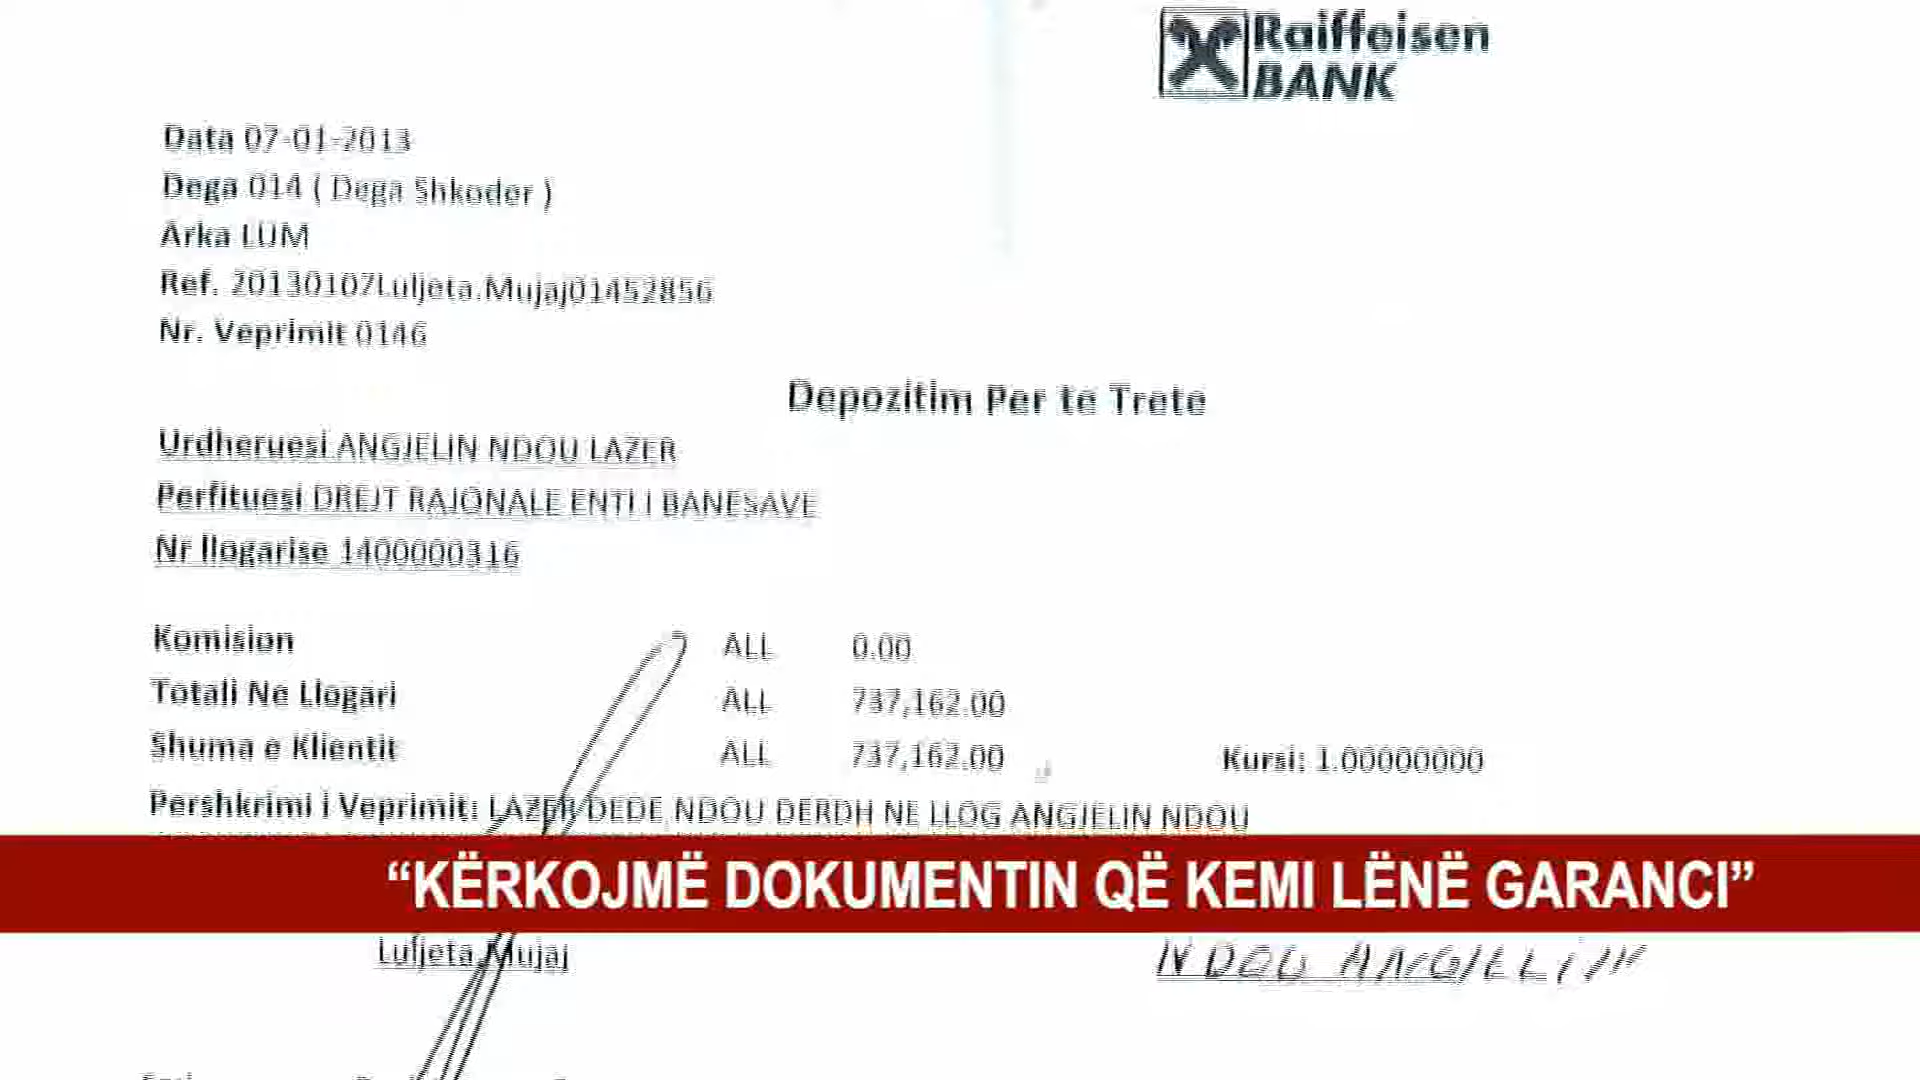 Raiffeisen
BANK
Data 07-01-2013
Dega 014 ( Dega Shkoder )
Arka LUM
Ref. 20130107Luljeta.Mujaj01452856
Nr. Veprimit 0146
Depozitim Per te Trete
Urdheruesi ANGJELIN NDOU LAZER
Perfituesi DREJT RAJONALE ENTI I BANESAVE
Nr llogarise 1400000316
Komision ALL 0.00
Totali Ne Llogari ALL 737,162.00
Shuma e Klientit ALL 737,162.00 Kursi: 1.00000000
Pershkrimi i Veprimit: LAZER DEDE NDOU DERDH NE LLOG ANGJELIN NDOU
“KËRKOJMË DOKUMENTIN QË KEMI LËNË GARANCI”
Luljeta.Mujaj NDOU ANGJELIN